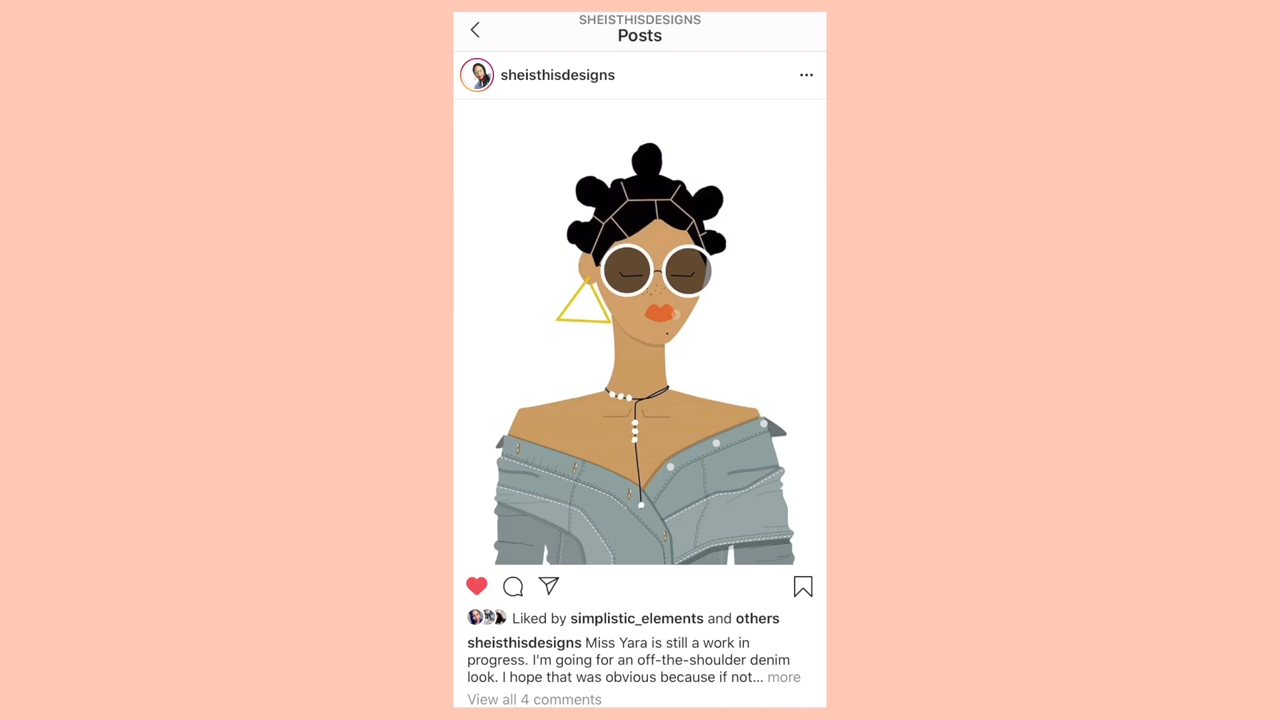 SHEISTHISDESIGNS
Posts
sheisthisdesigns
Liked by simplistic_elements and others
sheisthisdesigns Miss Yara is still a work in
progress. I'm going for an off-the-shoulder denim
look. I hope that was obvious because if not... more
View all 4 comments